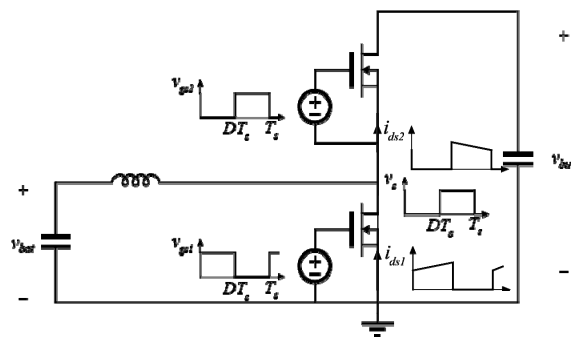 +
v_gs2
DT_s T_s
i_ds2
v_bus
+
v_s
v_bat
v_gs1
DT_s T_s
DT_s T_s
i_ds1
−
−